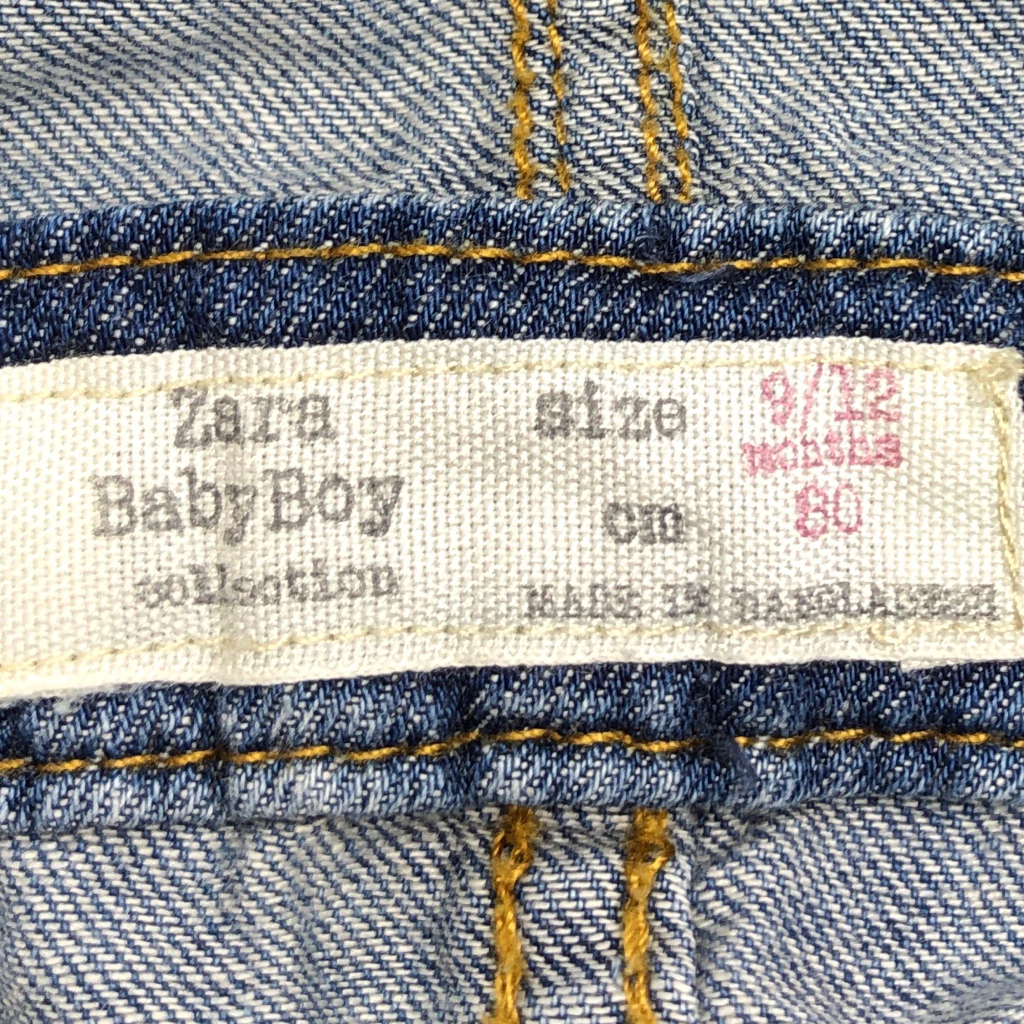 Zara
BabyBoy
collection
size 9/12
months
cm 80
MADE IN BANGLADESH